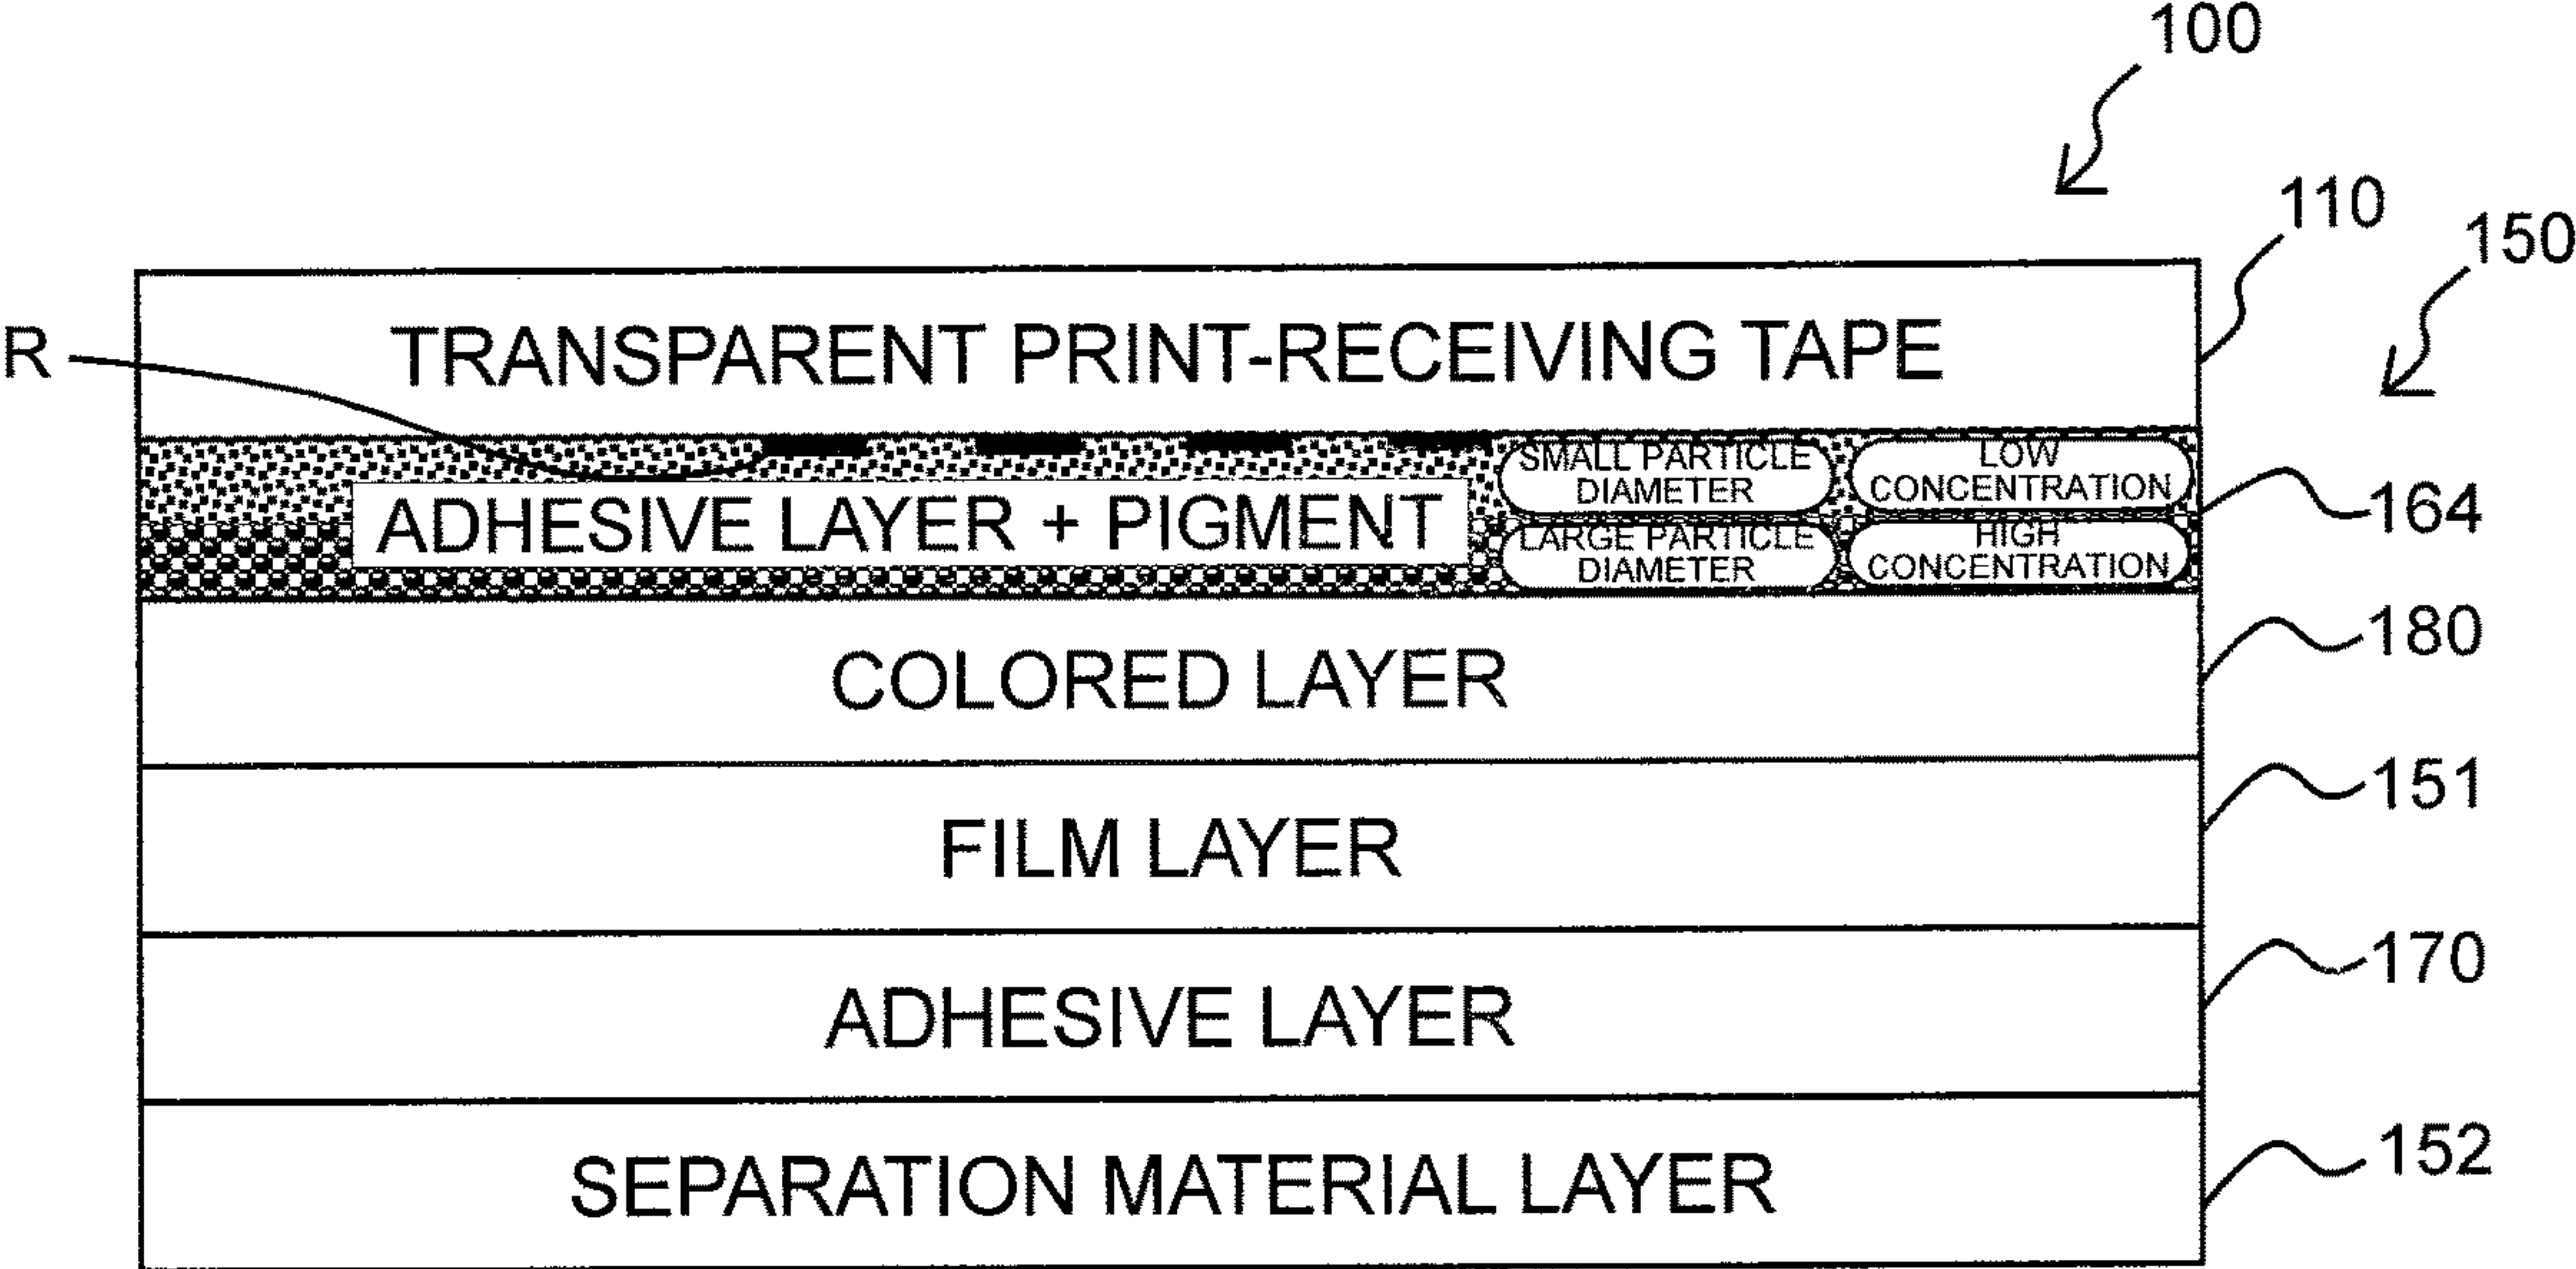 100
110
150
R
TRANSPARENT PRINT-RECEIVING TAPE
SMALL PARTICLE
DIAMETER
LOW
CONCENTRATION
ADHESIVE LAYER + PIGMENT
164
LARGE PARTICLE
DIAMETER
HIGH
CONCENTRATION
COLORED LAYER
180
FILM LAYER
151
ADHESIVE LAYER
170
SEPARATION MATERIAL LAYER
152